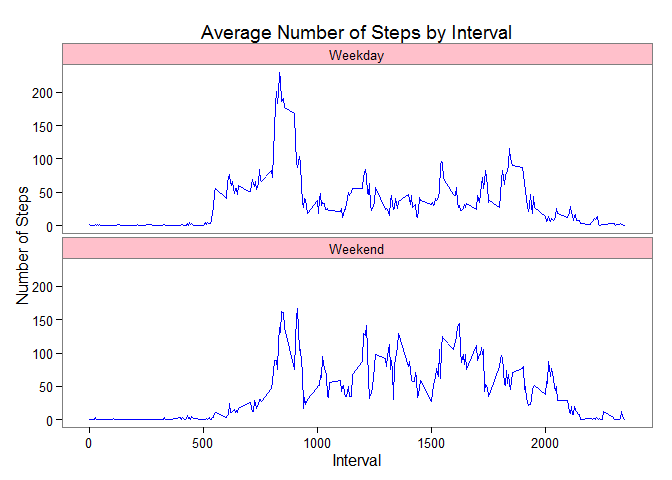 Average Number of Steps by Interval
Weekday
200
150
100
50
0
Number of Steps
Weekend
200
150
100
50
0
0 500 1000 1500 2000
Interval